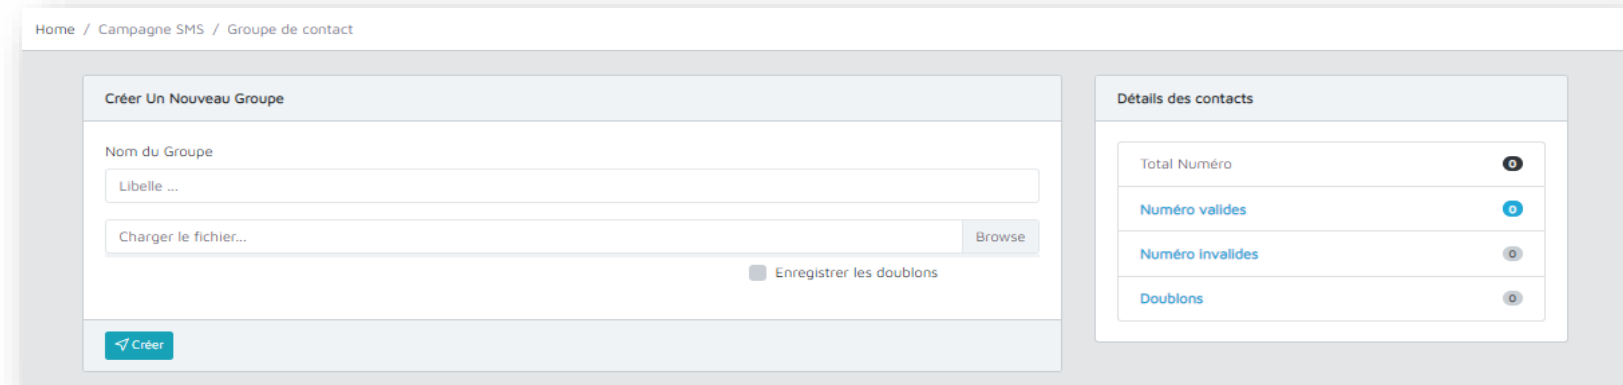 Home / Campagne SMS / Groupe de contact
Créer Un Nouveau Groupe
Nom du Groupe
Libelle ...
Charger le fichier... Browse
Enregistrer les doublons
Créer
Détails des contacts
Total Numéro 0
Numéro valides 0
Numéro invalides 0
Doublons 0